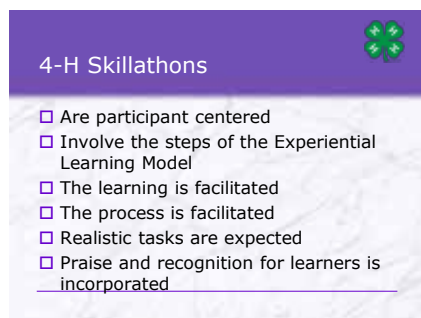 4-H Skillathons
Are participant centered
Involve the steps of the Experiential
Learning Model
The learning is facilitated
The process is facilitated
Realistic tasks are expected
Praise and recognition for learners is
incorporated